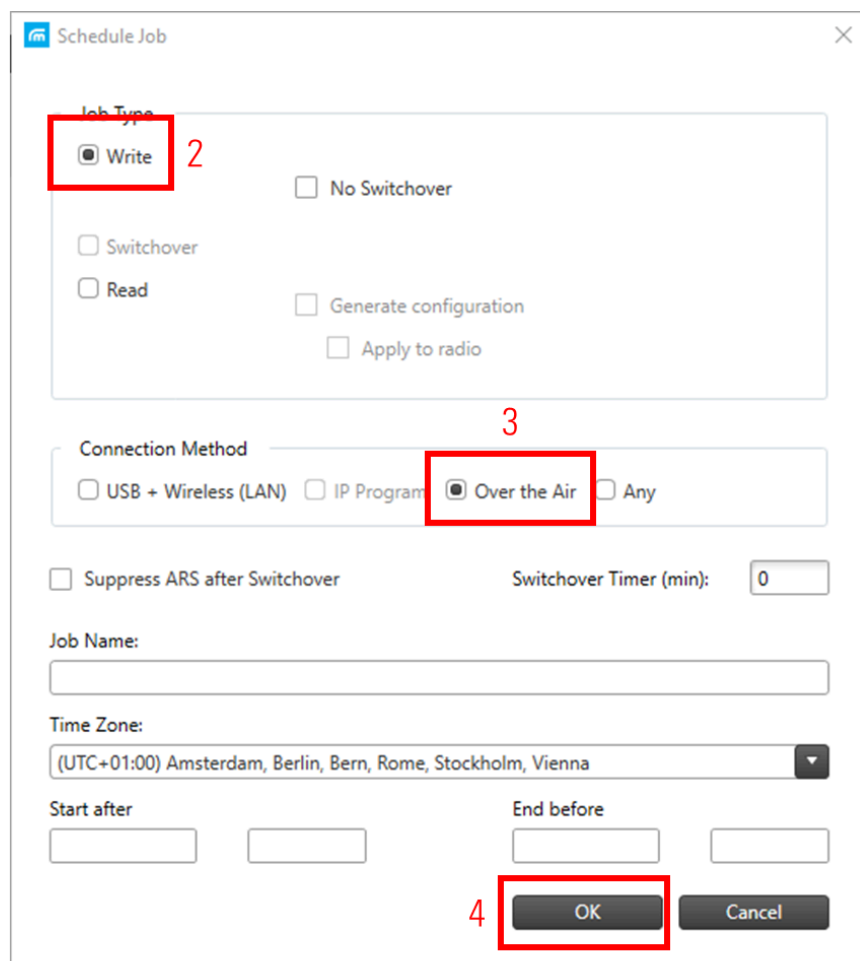 Schedule Job
Job Type
Write 2
No Switchover
Switchover
Read
Generate configuration
Apply to radio
3
Connection Method
USB + Wireless (LAN) IP Program Over the Air Any
Suppress ARS after Switchover Switchover Timer (min): 0
Job Name:
Time Zone:
(UTC+01:00) Amsterdam, Berlin, Bern, Rome, Stockholm, Vienna
Start after End before
4 OK Cancel